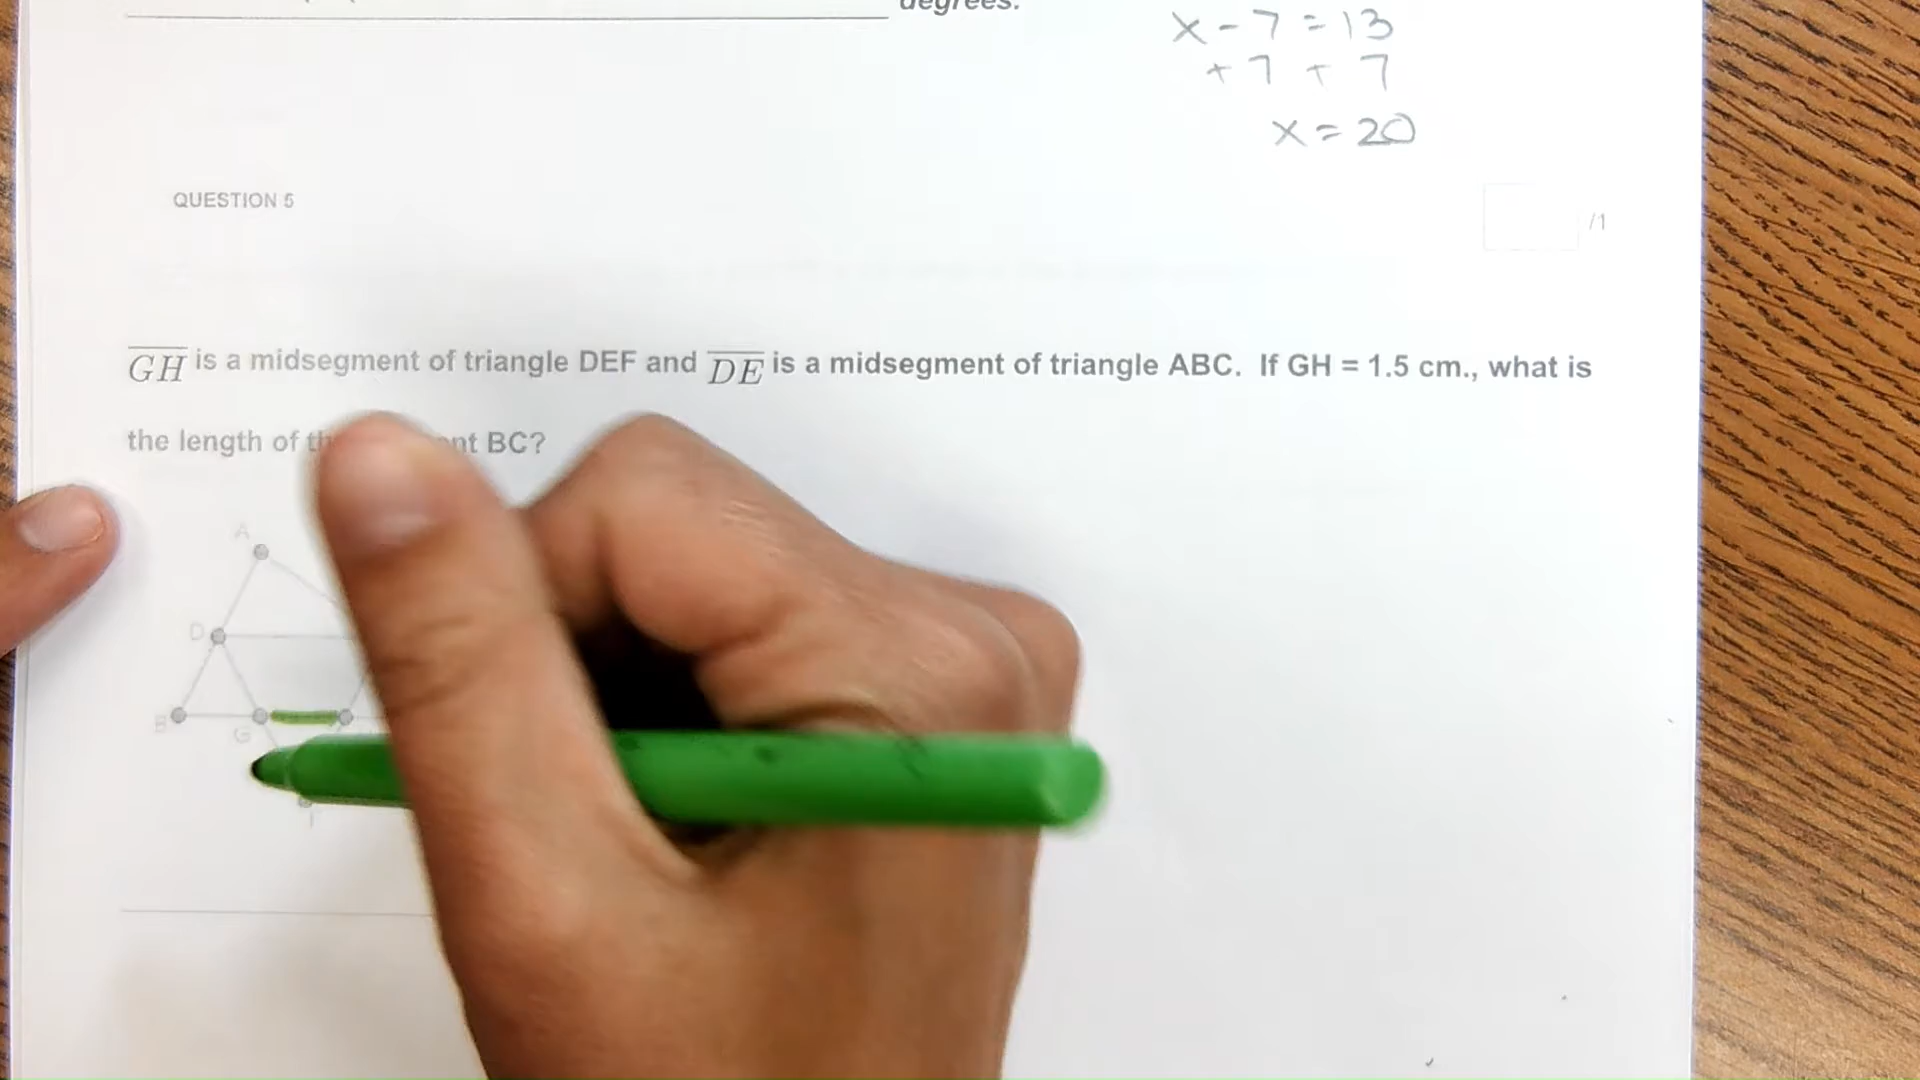 degrees.
x - 7 = 13
+ 7 + 7
x = 20
QUESTION 5
/1
GH is a midsegment of triangle DEF and DE is a midsegment of triangle ABC. If GH = 1.5 cm., what is
the length of BC?
A
D
B
G